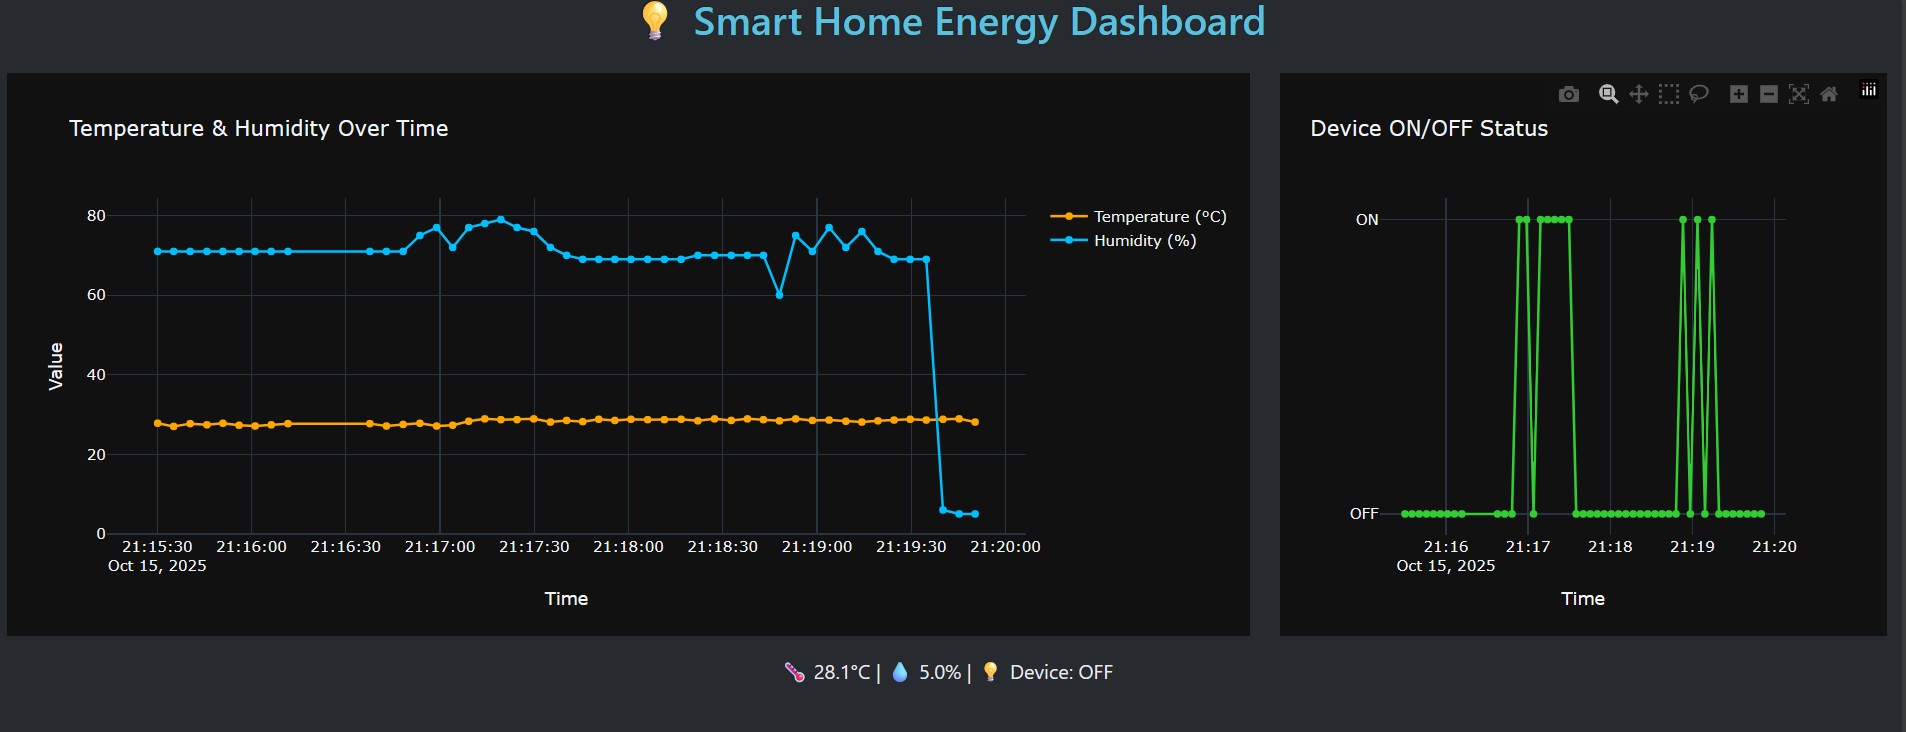 💡 Smart Home Energy Dashboard
Temperature & Humidity Over Time
80
60
40
20
0
Value
21:15:30 21:16:00 21:16:30 21:17:00 21:17:30 21:18:00 21:18:30 21:19:00 21:19:30 21:20:00
Oct 15, 2025
Time
Temperature (°C)
Humidity (%)
Device ON/OFF Status
ON
OFF
21:16 21:17 21:18 21:19 21:20
Oct 15, 2025
Time
🌡️ 28.1°C | 💧 5.0% | 💡 Device: OFF